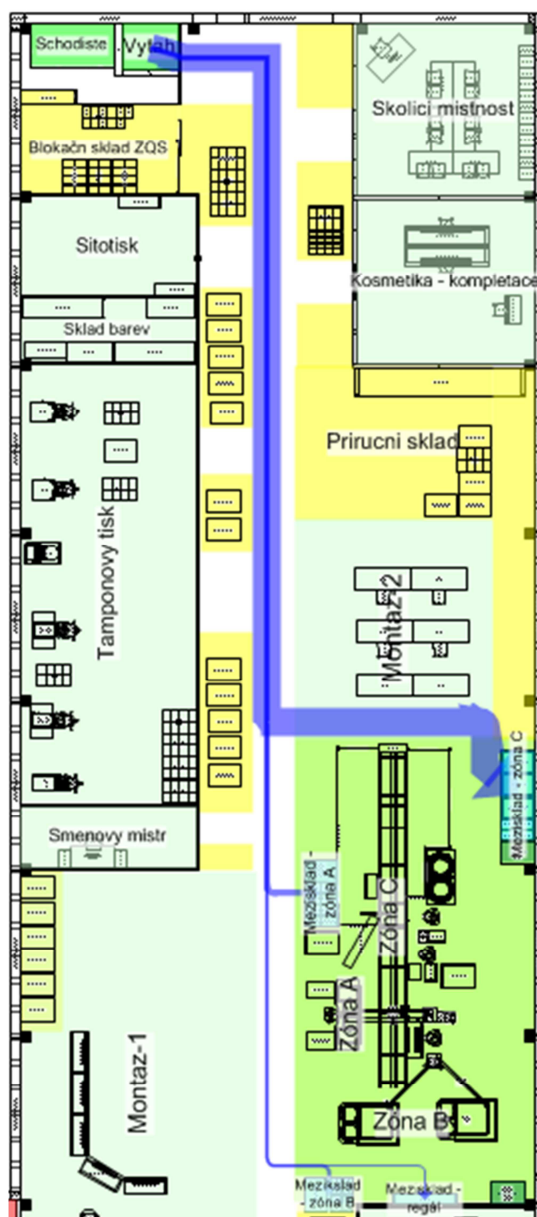 Schodiste
Vytah
Skolici mistnost
Blokačn sklad ZQS
Sitotisk
Kosmetika - kompletace
Sklad barev
Prirucni sklad
Tamponovy tisk
Montaz-2
Mezisklad - zóna C
Smenovy mistr
Mezisklad -
zóna A
Zóna C
Zóna A
Montaz-1
Zóna B
Mezisklad
- zóna B
Mezisklad -
regál